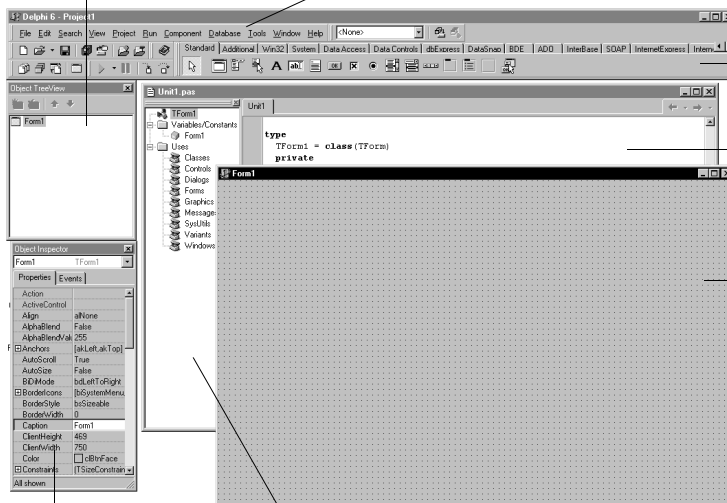 Delphi 6 - Project1
File Edit Search View Project Run Component Database Tools Window Help <None>
Standard Additional Win32 System Data Access Data Controls dbExpress DataSnap BDE ADO InterBase SOAP InternetExpress
Object TreeView
Form1
Unit1.pas
TForm1
Variables/Constants
Form1
Uses
Classes
Controls
Dialogs
Forms
Graphics
Messages
SysUtils
Variants
Windows
Unit1
type
TForm1 = class(TForm)
private
Form1
Object Inspector
Form1 TForm1
Properties Events
Action
ActiveControl
Align alNone
AlphaBlend False
AlphaBlendVal 255
Anchors [akLeft,akTop]
AutoScroll True
AutoSize False
BiDiMode bdLeftToRight
BorderIcons [biSystemMenu,
BorderStyle bsSizeable
BorderWidth 0
Caption Form1
ClientHeight 469
ClientWidth 750
Color clBtnFace
Constraints (TSizeConstrain
All shown